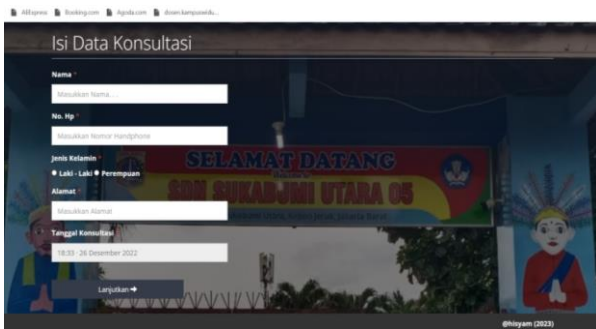 AliExpress Booking.com Agoda.com dosen.kampuswidu...
Isi Data Konsultasi
Nama *
Masukkan Nama. . .
No. Hp *
Masukkan Nomor Handphone
Jenis Kelamin *
Laki - Laki Perempuan
Alamat *
Masukkan Alamat
Tanggal Konsultasi *
18:33 - 26 Desember 2022
Lanjutkan →
SELAMAT DATANG
SDN SUKABUMI UTARA 05
@hisyam (2023)